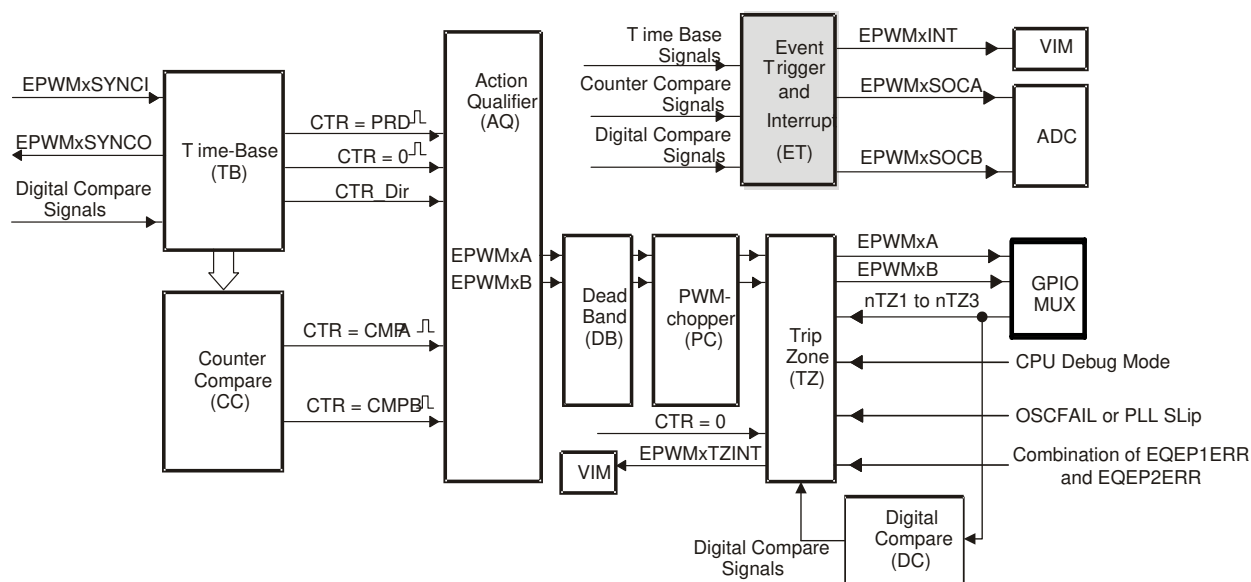 EPWMxSYNCI
EPWMxSYNCO
Digital Compare
Signals
Time-Base
(TB)
CTR = PRD
CTR = 0
CTR_Dir
Counter
Compare
(CC)
CTR = CMPA
CTR = CMPB
Action
Qualifier
(AQ)
EPWMxA
EPWMxB
Time Base
Signals
Counter Compare
Signals
Digital Compare
Signals
Event
Trigger
and
Interrupt
(ET)
EPWMxINT
EPWMxSOCA
EPWMxSOCB
VIM
ADC
Dead
Band
(DB)
PWM-
chopper
(PC)
Trip
Zone
(TZ)
EPWMxA
EPWMxB
nTZ1 to nTZ3
GPIO
MUX
CPU Debug Mode
OSCFAIL or PLL SLip
Combination of EQEP1ERR
and EQEP2ERR
CTR = 0
EPWMxTZINT
VIM
Digital Compare
Signals
Digital
Compare
(DC)